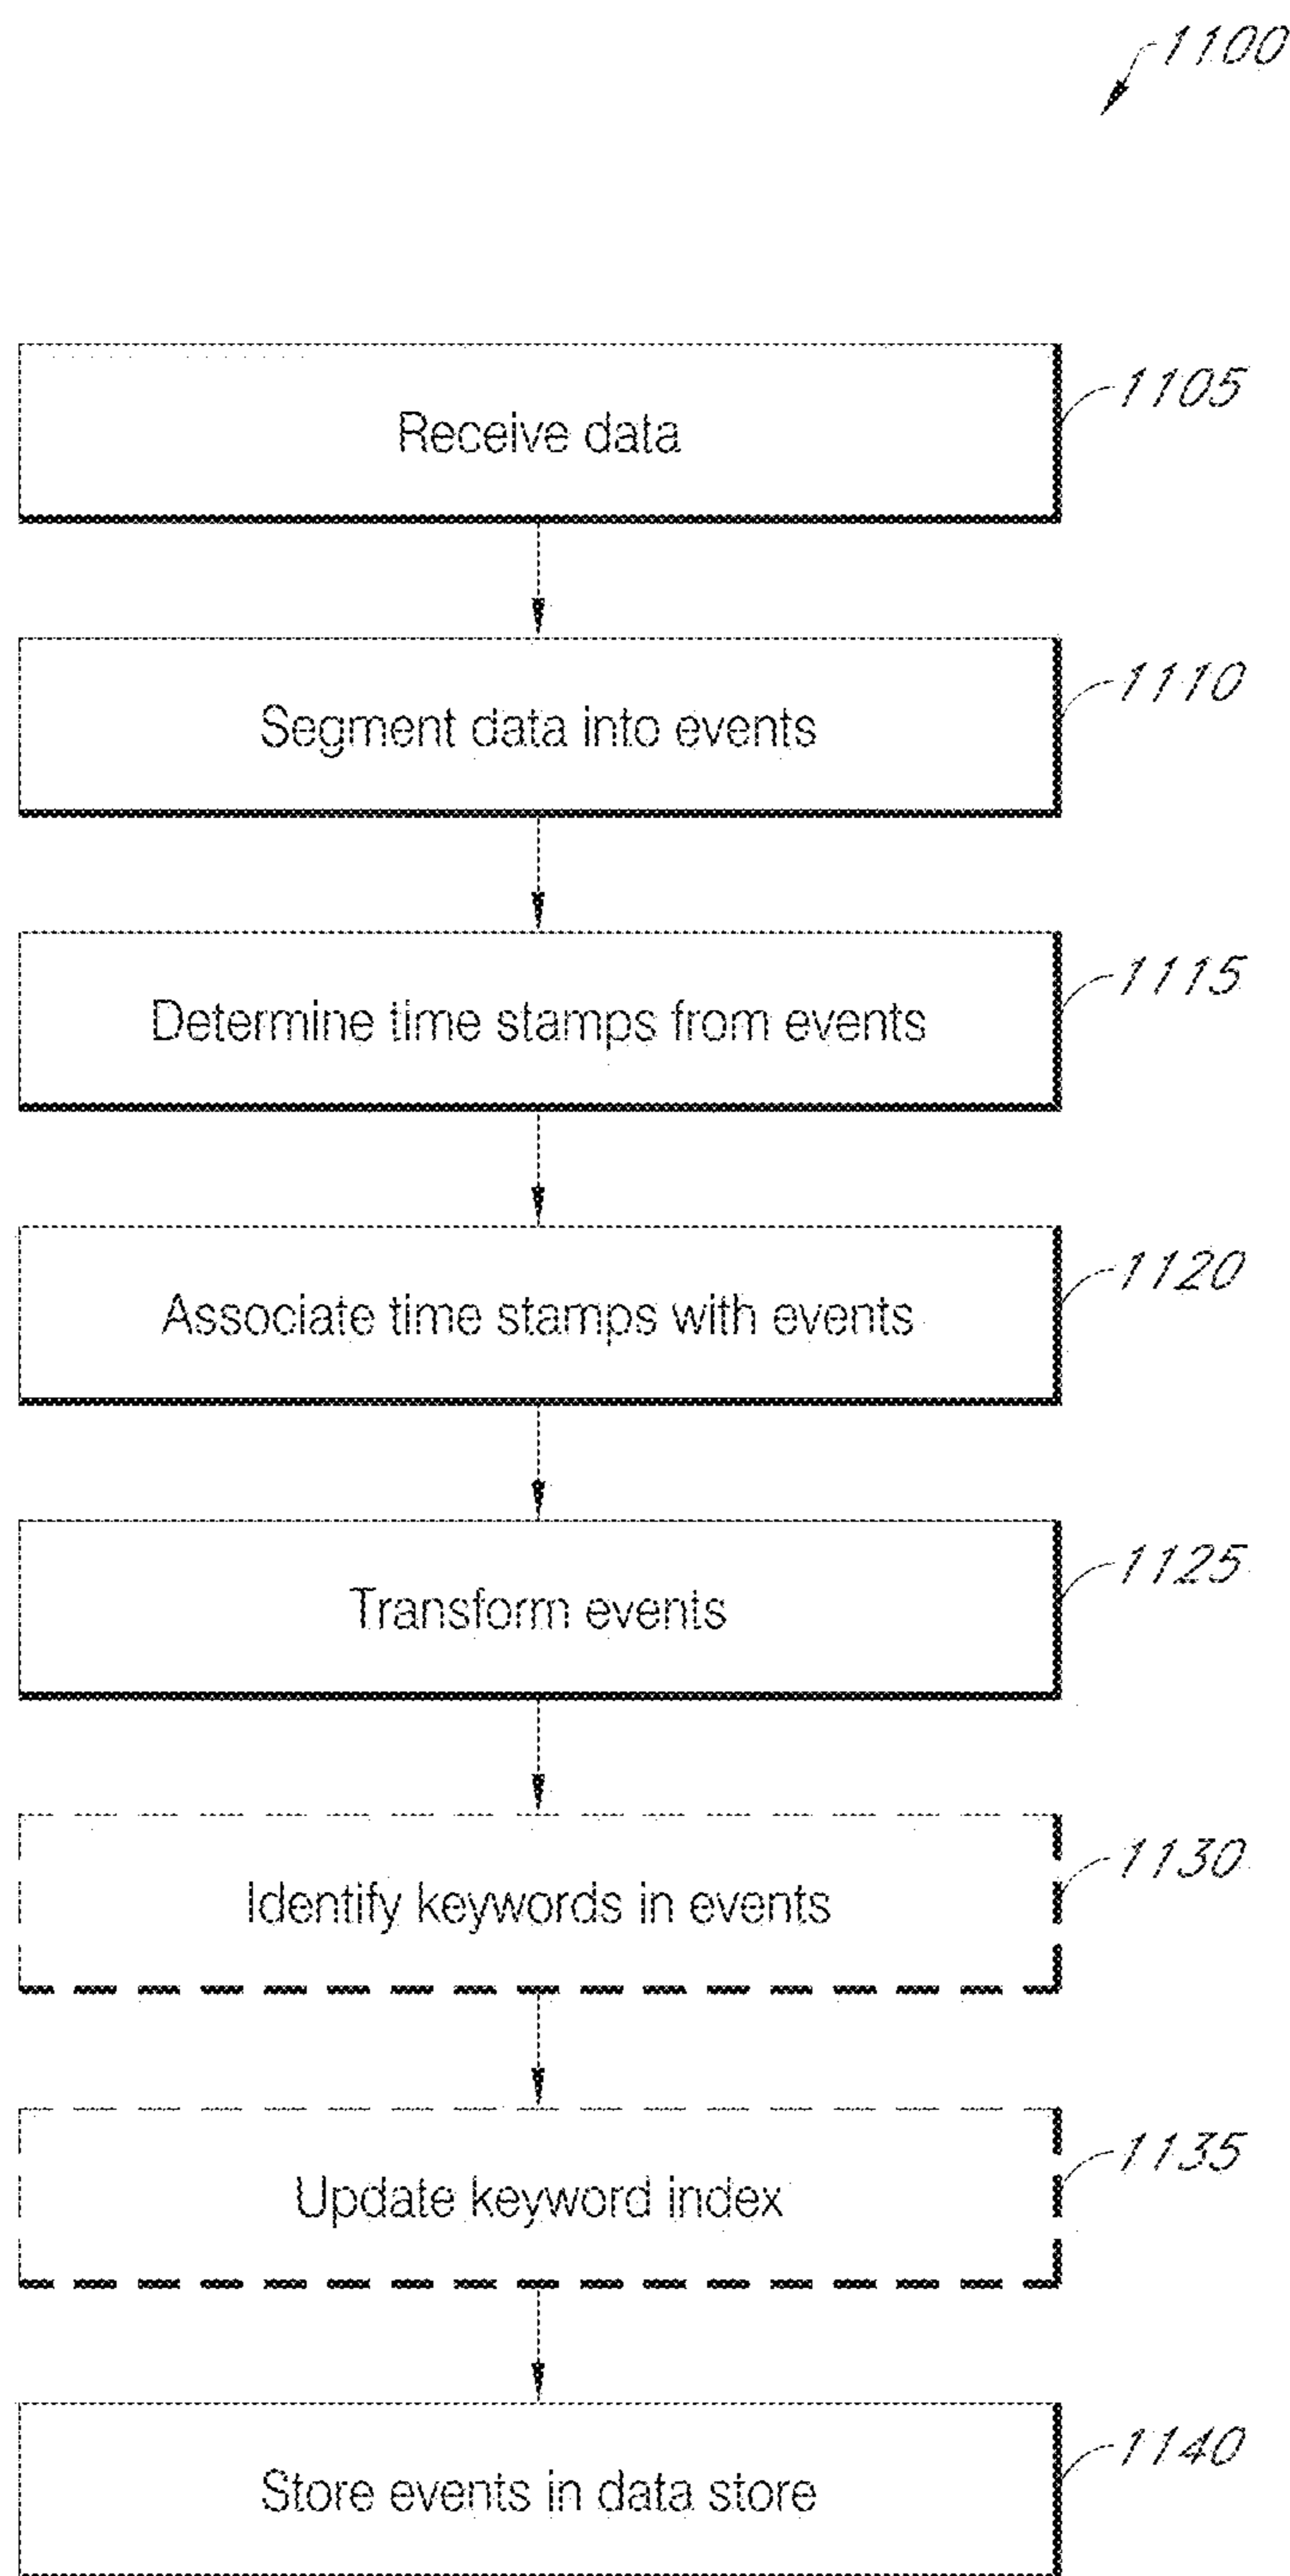 1100
Receive data
1105
Segment data into events
1110
Determine time stamps from events
1115
Associate time stamps with events
1120
Transform events
1125
Identify keywords in events
1130
Update keyword index
1135
Store events in data store
1140